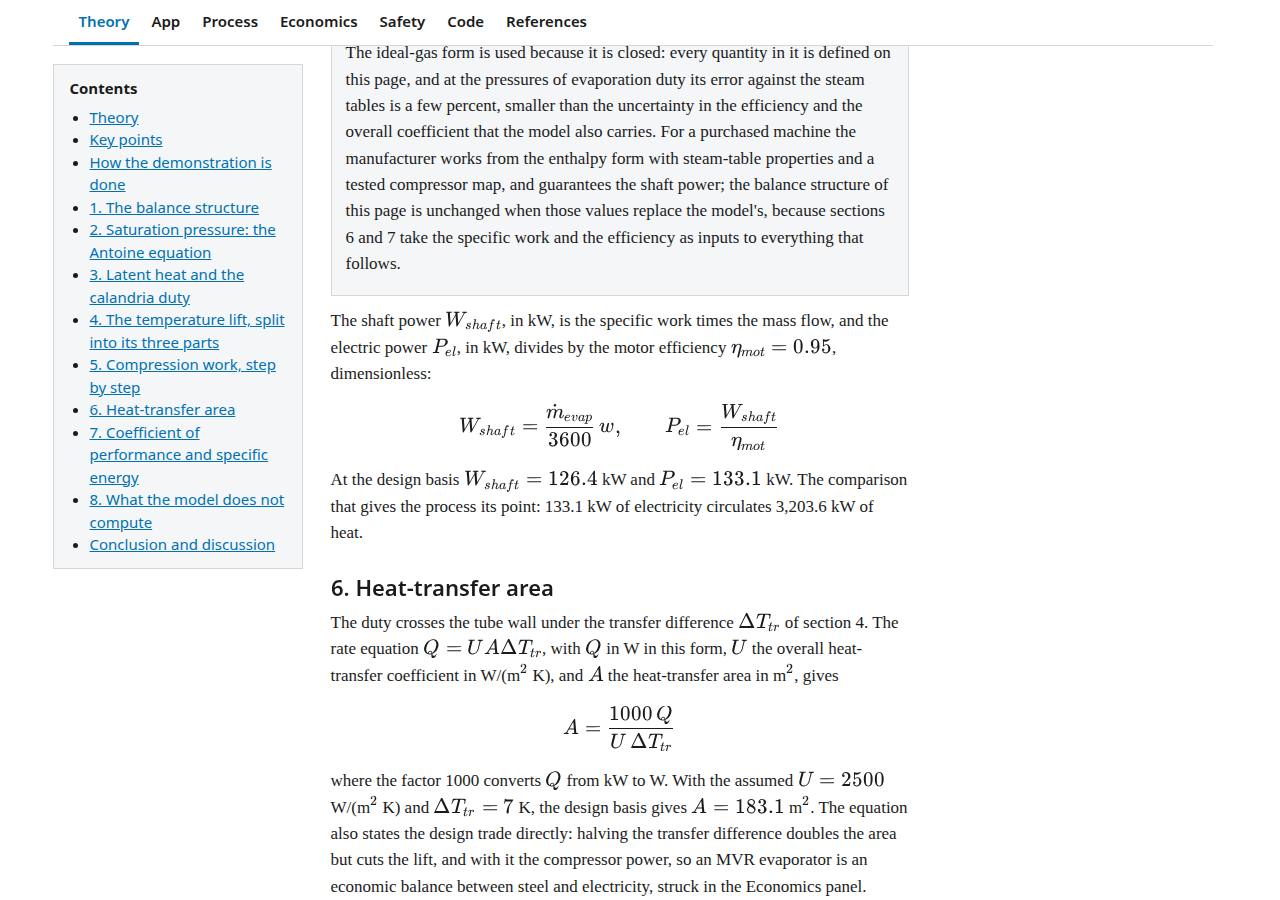 Theory App Process Economics Safety Code References
Contents
Theory
Key points
How the demonstration is
done
1. The balance structure
2. Saturation pressure: the
Antoine equation
3. Latent heat and the
calandria duty
4. The temperature lift, split
into its three parts
5. Compression work, step
by step
6. Heat-transfer area
7. Coefficient of
performance and specific
energy
8. What the model does not
compute
Conclusion and discussion
The ideal-gas form is used because it is closed: every quantity in it is defined on
this page, and at the pressures of evaporation duty its error against the steam
tables is a few percent, smaller than the uncertainty in the efficiency and the
overall coefficient that the model also carries. For a purchased machine the
manufacturer works from the enthalpy form with steam-table properties and a
tested compressor map, and guarantees the shaft power; the balance structure of
this page is unchanged when those values replace the model's, because sections
6 and 7 take the specific work and the efficiency as inputs to everything that
follows.
The shaft power W_shaft, in kW, is the specific work times the mass flow, and the
electric power P_el, in kW, divides by the motor efficiency η_mot = 0.95,
dimensionless:
W_shaft = ṁ_evap / 3600 w, P_el = W_shaft / η_mot
At the design basis W_shaft = 126.4 kW and P_el = 133.1 kW. The comparison
that gives the process its point: 133.1 kW of electricity circulates 3,203.6 kW of
heat.
6. Heat-transfer area
The duty crosses the tube wall under the transfer difference ΔT_tr of section 4. The
rate equation Q = U A ΔT_tr, with Q in W in this form, U the overall heat-
transfer coefficient in W/(m² K), and A the heat-transfer area in m², gives
A = 1000 Q / U ΔT_tr
where the factor 1000 converts Q from kW to W. With the assumed U = 2500
W/(m² K) and ΔT_tr = 7 K, the design basis gives A = 183.1 m². The equation
also states the design trade directly: halving the transfer difference doubles the area
but cuts the lift, and with it the compressor power, so an MVR evaporator is an
economic balance between steel and electricity, struck in the Economics panel.